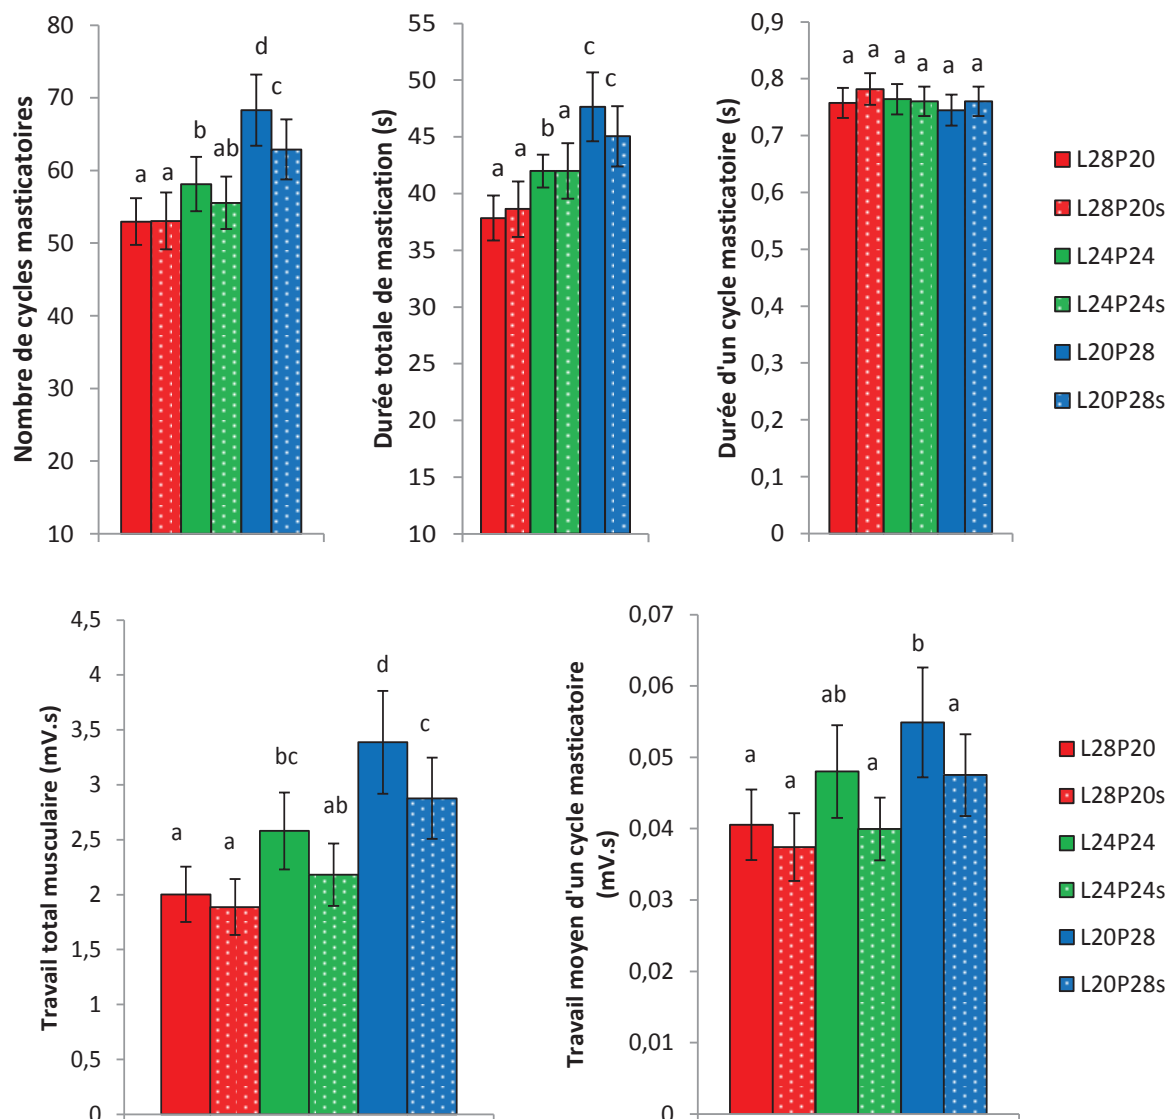 Nombre de cycles masticatoires
80
70
60
50
40
30
20
10
a
a
b
ab
d
c
Durée totale de mastication (s)
55
50
45
40
35
30
25
20
15
10
a
a
b
a
c
c
Durée d'un cycle masticatoire (s)
0,9
0,8
0,7
0,6
0,5
0,4
0,3
0,2
0,1
0
a
a
a
a
a
a
L28P20
L28P20s
L24P24
L24P24s
L20P28
L20P28s
Travail total musculaire (mV.s)
4,5
4
3,5
3
2,5
2
1,5
1
0,5
0
a
a
bc
ab
d
c
Travail moyen d'un cycle masticatoire
(mV.s)
0,07
0,06
0,05
0,04
0,03
0,02
0,01
0
a
a
ab
a
b
a
L28P20
L28P20s
L24P24
L24P24s
L20P28
L20P28s